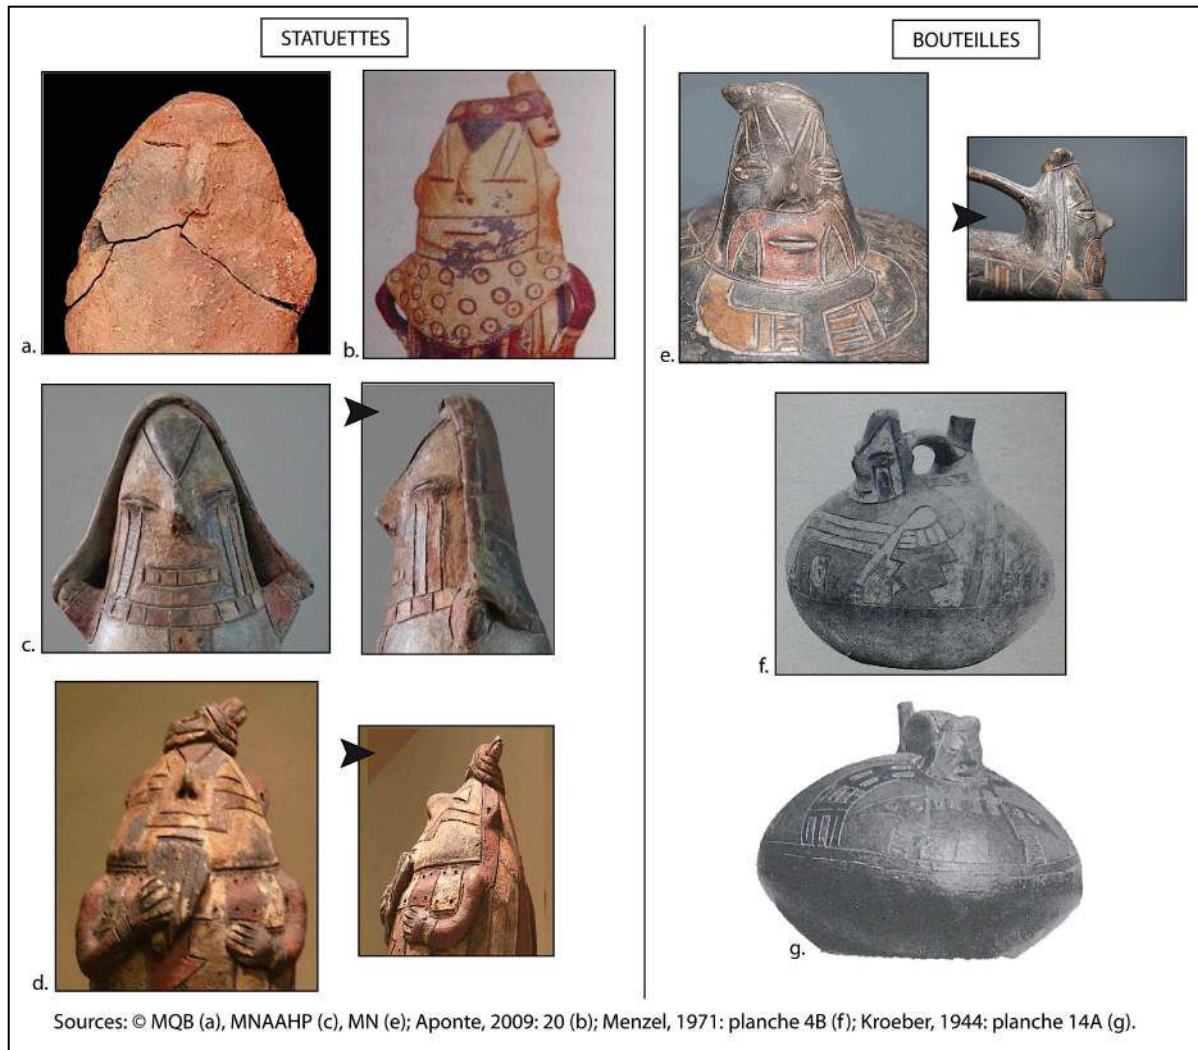 STATUETTES
BOUTEILLES
a.
b.
e.
c.
f.
d.
g.
Sources: © MQB (a), MNAAHP (c), MN (e); Aponte, 2009: 20 (b); Menzel, 1971: planche 4B (f); Kroeber, 1944: planche 14A (g).